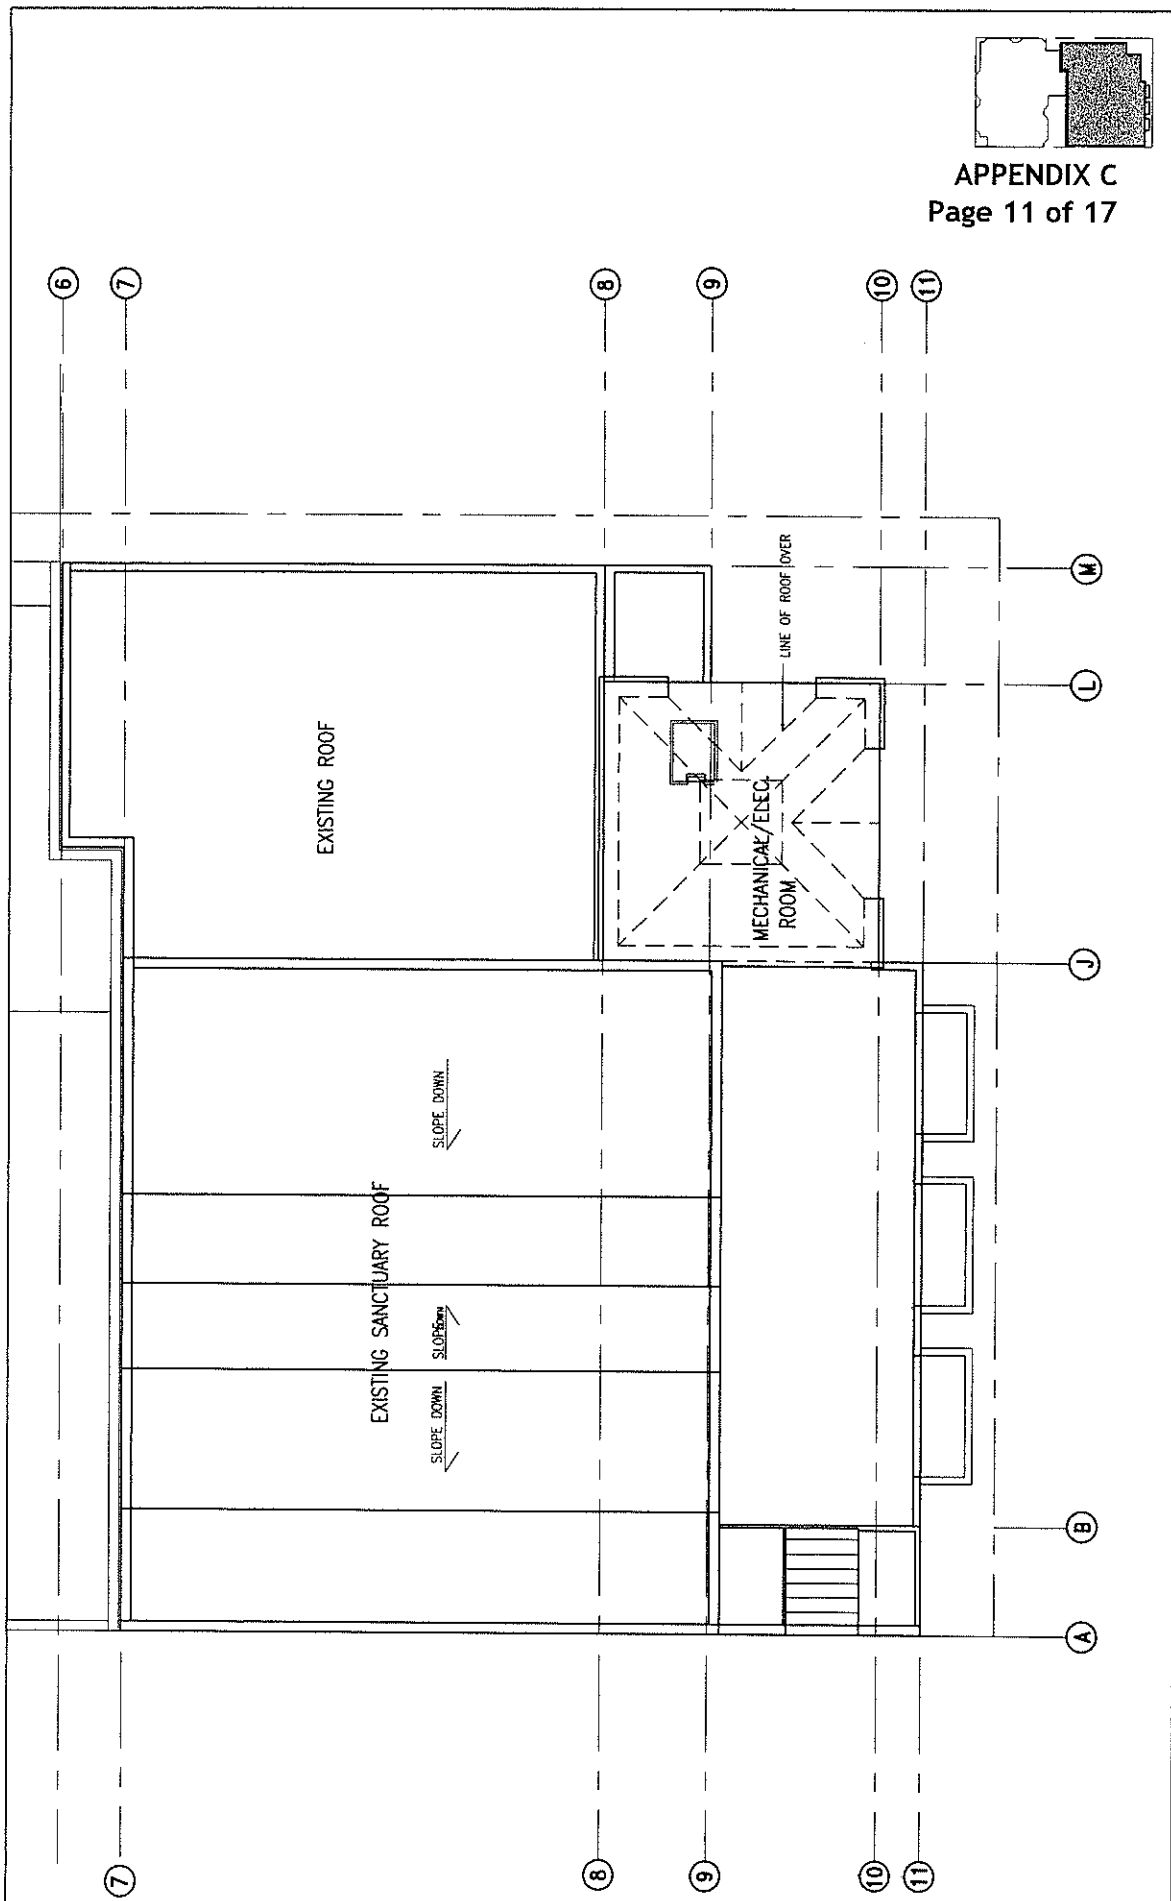 APPENDIX C
Page 11 of 17
6
7
8
9
10
11
M
L
J
B
A
7
8
9
10
11
EXISTING ROOF
LINE OF ROOF OVER
MECHANICAL/ELEC.
ROOM
EXISTING SANCTUARY ROOF
SLOPE DOWN
SLOPE DOWN
SLOPE DOWN